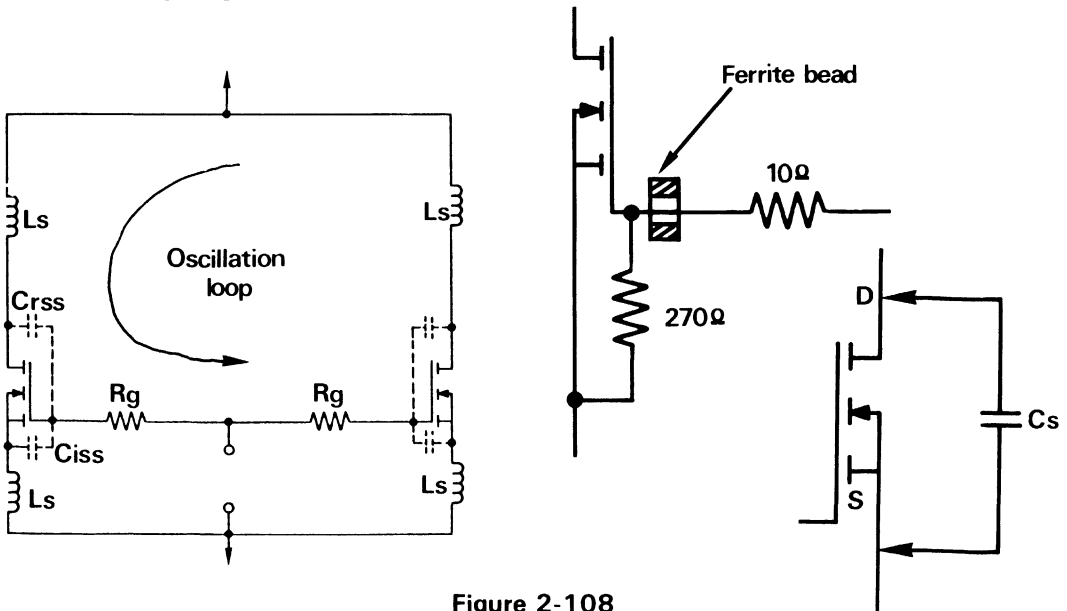 Ls
Ls
Oscillation
loop
Crss
Rg
Rg
Ciss
Ls
Ls
Ferrite bead
10Ω
270Ω
D
Cs
S
Figure 2-108